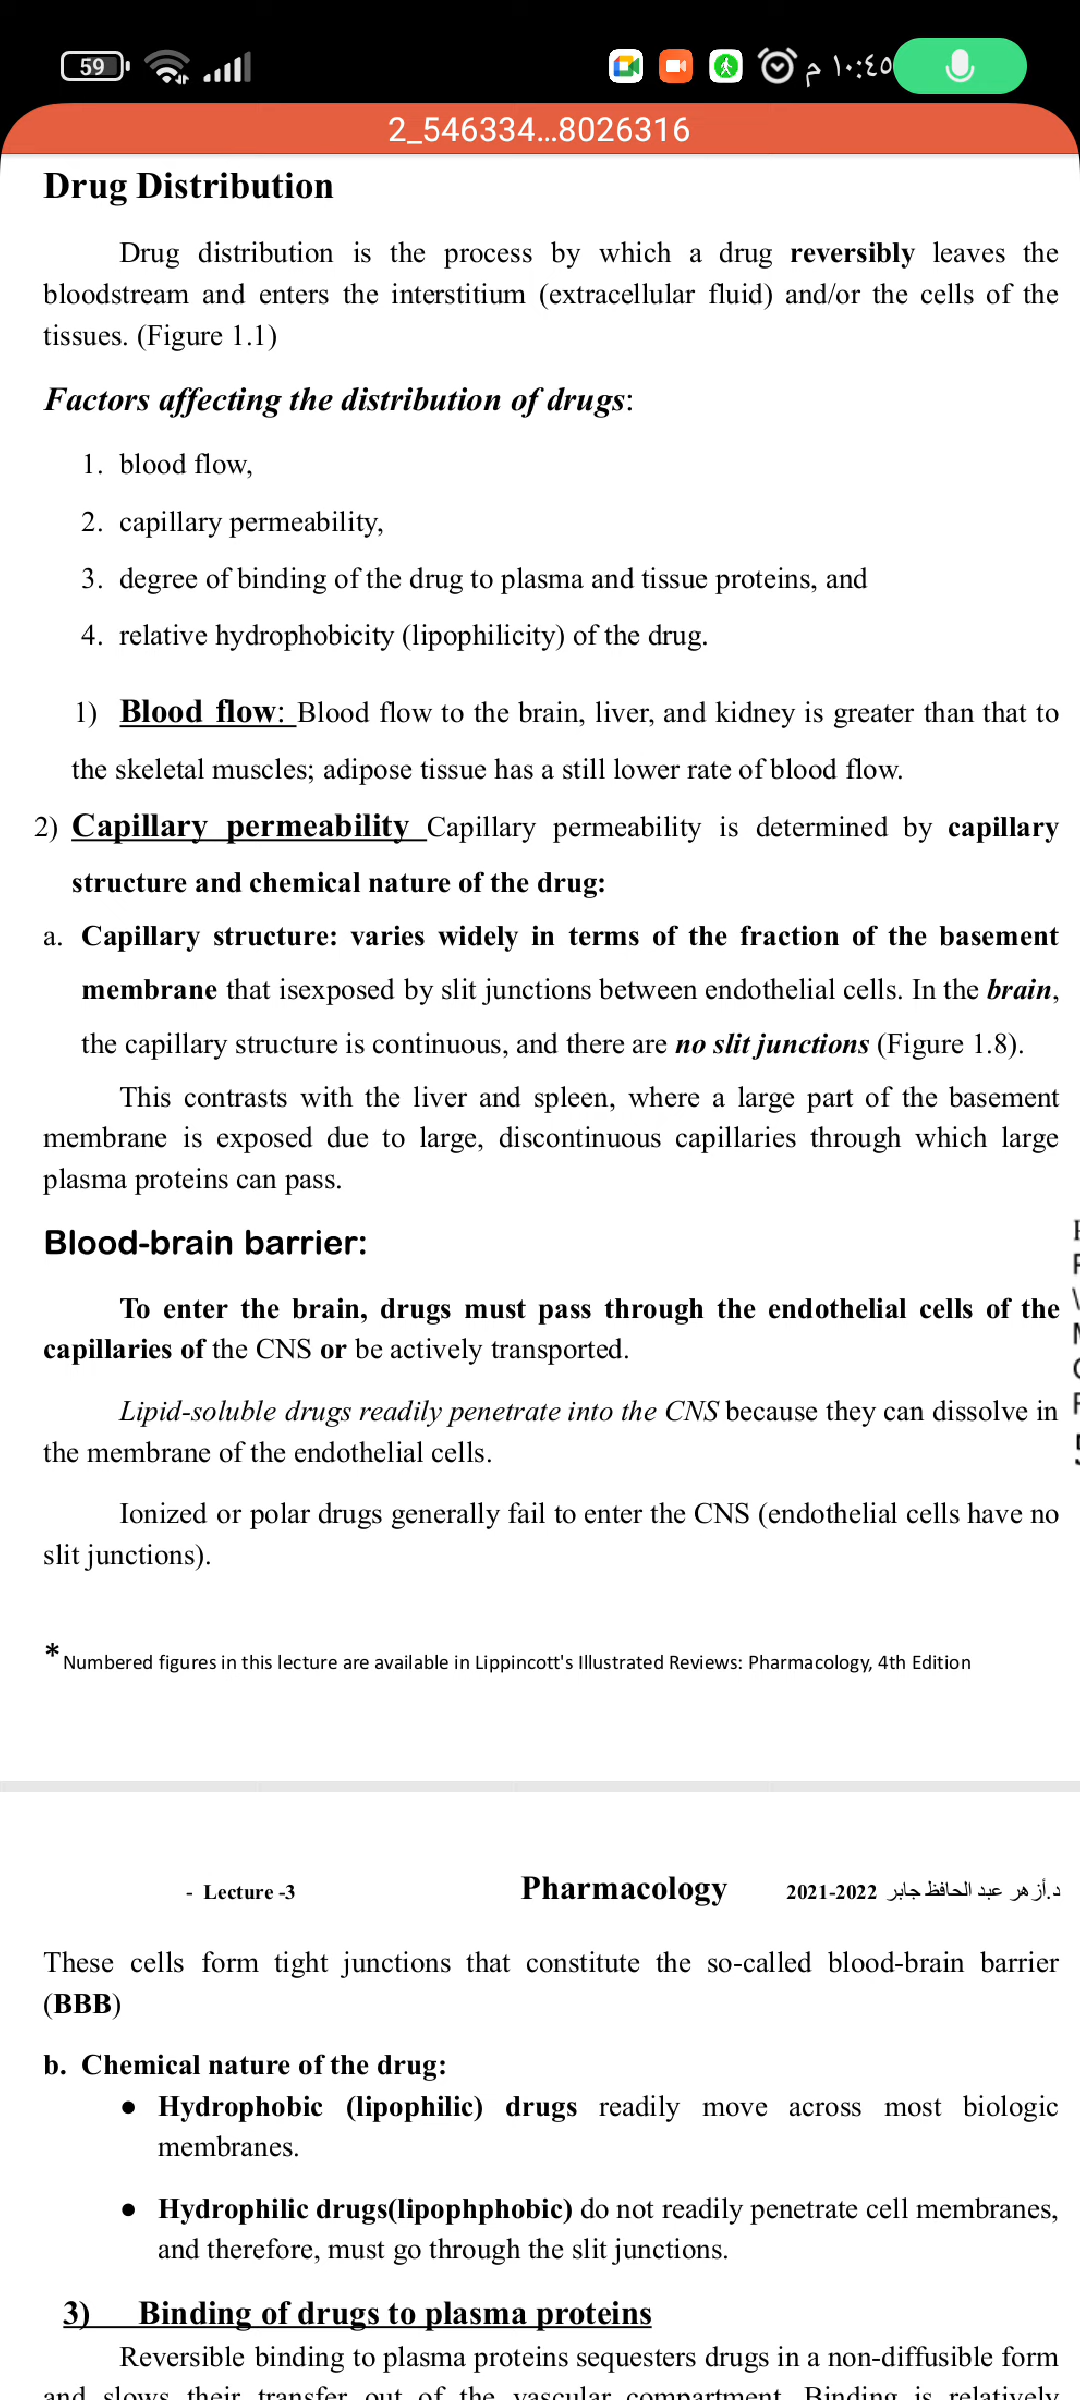 59
١٠:٤٥ م
2_546334...8026316
Drug Distribution
Drug distribution is the process by which a drug reversibly leaves the
bloodstream and enters the interstitium (extracellular fluid) and/or the cells of the
tissues. (Figure 1.1)
Factors affecting the distribution of drugs:
1. blood flow,
2. capillary permeability,
3. degree of binding of the drug to plasma and tissue proteins, and
4. relative hydrophobicity (lipophilicity) of the drug.
1) Blood flow: Blood flow to the brain, liver, and kidney is greater than that to
the skeletal muscles; adipose tissue has a still lower rate of blood flow.
2) Capillary permeability Capillary permeability is determined by capillary
structure and chemical nature of the drug:
a. Capillary structure: varies widely in terms of the fraction of the basement
membrane that isexposed by slit junctions between endothelial cells. In the brain,
the capillary structure is continuous, and there are no slit junctions (Figure 1.8).
This contrasts with the liver and spleen, where a large part of the basement
membrane is exposed due to large, discontinuous capillaries through which large
plasma proteins can pass.
Blood-brain barrier:
To enter the brain, drugs must pass through the endothelial cells of the
capillaries of the CNS or be actively transported.
Lipid-soluble drugs readily penetrate into the CNS because they can dissolve in
the membrane of the endothelial cells.
Ionized or polar drugs generally fail to enter the CNS (endothelial cells have no
slit junctions).
* Numbered figures in this lecture are available in Lippincott's Illustrated Reviews: Pharmacology, 4th Edition
- Lecture -3 Pharmacology 2021-2022 د.أزهر عبد الحافظ جابر
These cells form tight junctions that constitute the so-called blood-brain barrier
(BBB)
b. Chemical nature of the drug:
• Hydrophobic (lipophilic) drugs readily move across most biologic
membranes.
• Hydrophilic drugs(lipophphobic) do not readily penetrate cell membranes,
and therefore, must go through the slit junctions.
3) Binding of drugs to plasma proteins
Reversible binding to plasma proteins sequesters drugs in a non-diffusible form
and slows their transfer out of the vascular compartment. Binding is relatively